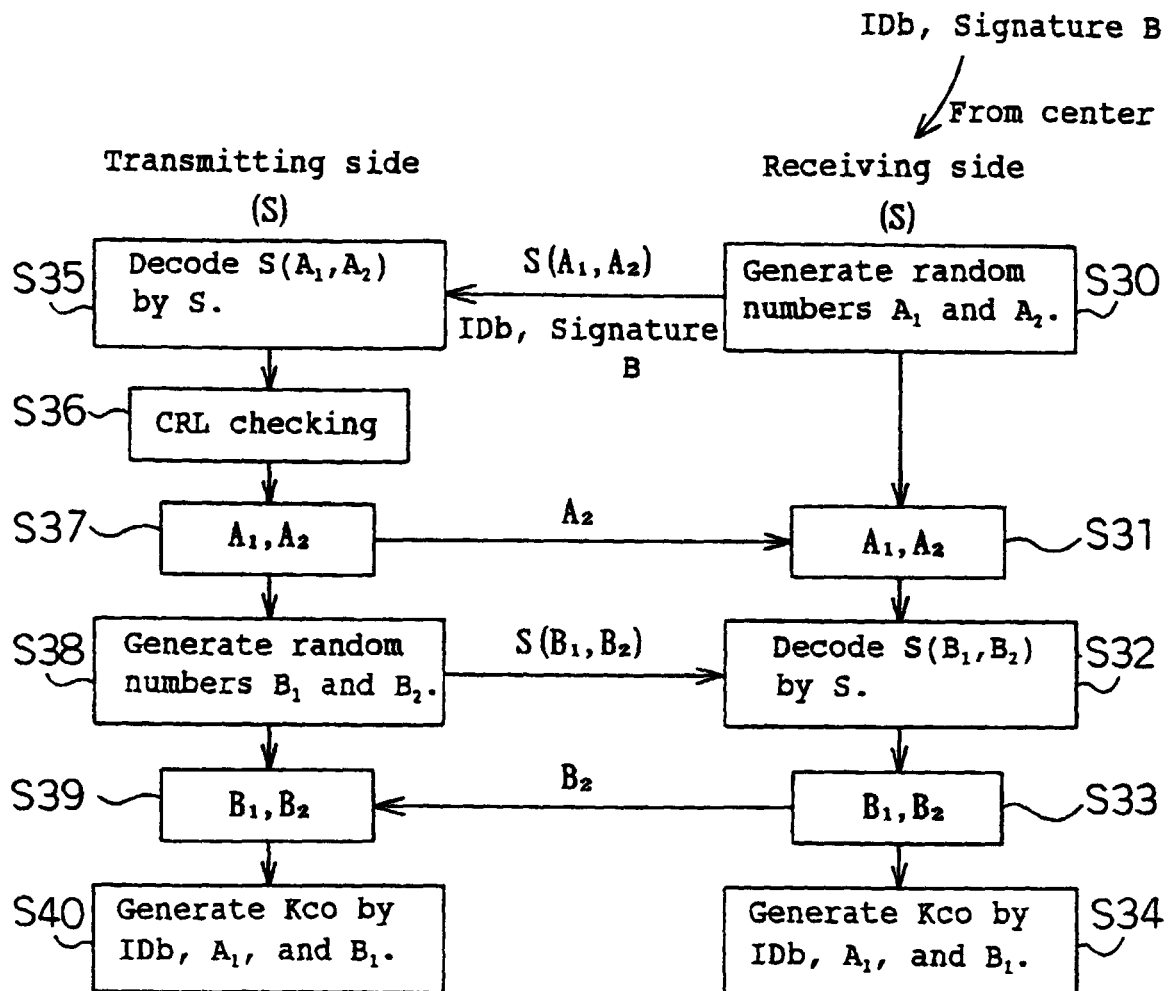 IDb, Signature B
From center
Transmitting side
(S)
Receiving side
(S)
S35
Decode S(A₁,A₂)
by S.
S(A₁,A₂)
IDb, Signature
B
Generate random
numbers A₁ and A₂.
S30
S36
CRL checking
S37
A₁,A₂
A₂
A₁,A₂
S31
S38
Generate random
numbers B₁ and B₂.
S(B₁,B₂)
Decode S(B₁,B₂)
by S.
S32
S39
B₁,B₂
B₂
B₁,B₂
S33
S40
Generate Kco by
IDb, A₁, and B₁.
Generate Kco by
IDb, A₁, and B₁.
S34